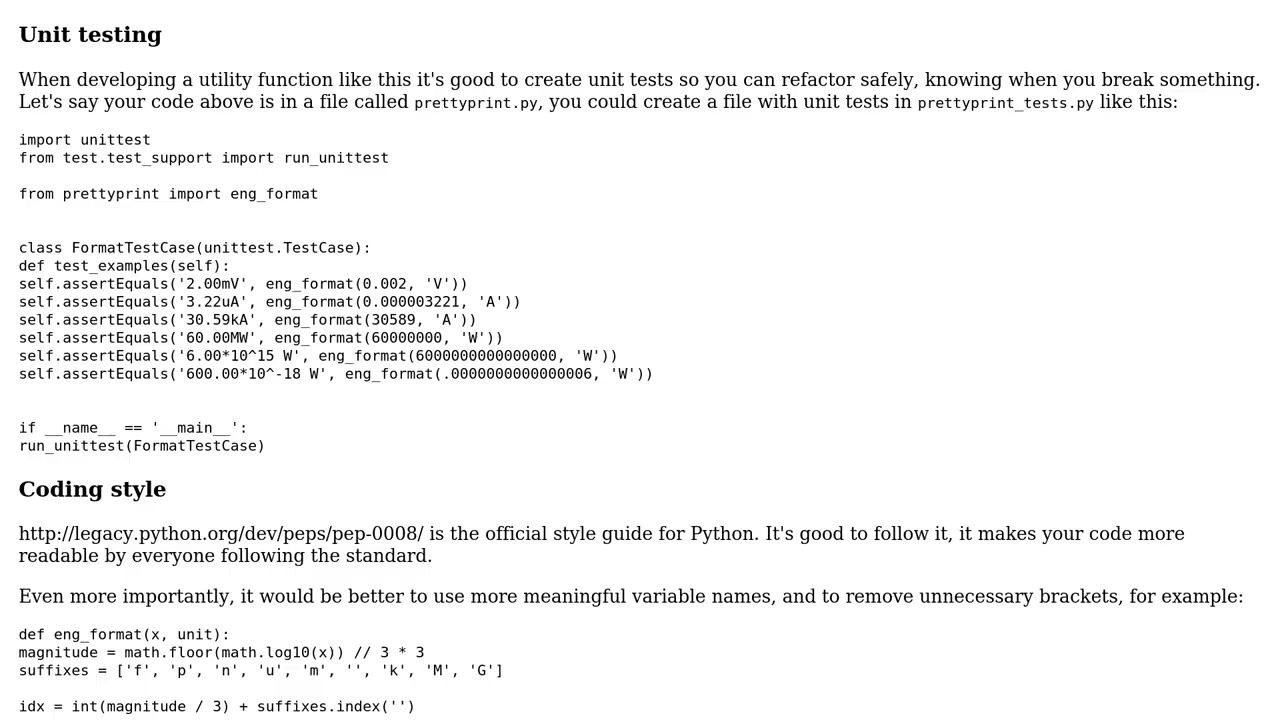 Unit testing
When developing a utility function like this it's good to create unit tests so you can refactor safely, knowing when you break something.
Let's say your code above is in a file called prettyprint.py, you could create a file with unit tests in prettyprint_tests.py like this:
import unittest
from test.test_support import run_unittest
from prettyprint import eng_format
class FormatTestCase(unittest.TestCase):
def test_examples(self):
self.assertEquals('2.00mV', eng_format(0.002, 'V'))
self.assertEquals('3.22uA', eng_format(0.000003221, 'A'))
self.assertEquals('30.59kA', eng_format(30589, 'A'))
self.assertEquals('60.00MW', eng_format(60000000, 'W'))
self.assertEquals('6.00*10^15 W', eng_format(6000000000000000, 'W'))
self.assertEquals('600.00*10^-18 W', eng_format(.0000000000000006, 'W'))
if __name__ == '__main__':
run_unittest(FormatTestCase)
Coding style
http://legacy.python.org/dev/peps/pep-0008/ is the official style guide for Python. It's good to follow it, it makes your code more
readable by everyone following the standard.
Even more importantly, it would be better to use more meaningful variable names, and to remove unnecessary brackets, for example:
def eng_format(x, unit):
magnitude = math.floor(math.log10(x)) // 3 * 3
suffixes = ['f', 'p', 'n', 'u', 'm', '', 'k', 'M', 'G']
idx = int(magnitude / 3) + suffixes.index('')